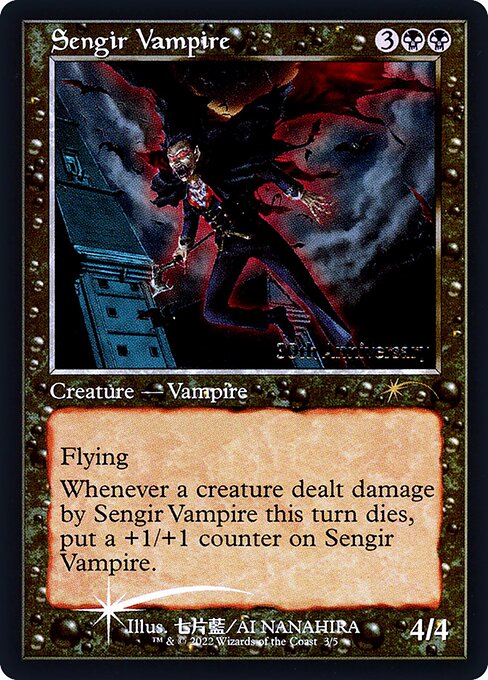 Sengir Vampire 3
30th Anniversary
Creature — Vampire
Flying
Whenever a creature dealt damage
by Sengir Vampire this turn dies,
put a +1/+1 counter on Sengir
Vampire.
Illus. 七片藍/AI NANAHIRA
™ & © 2022 Wizards of the Coast 3/5
4/4